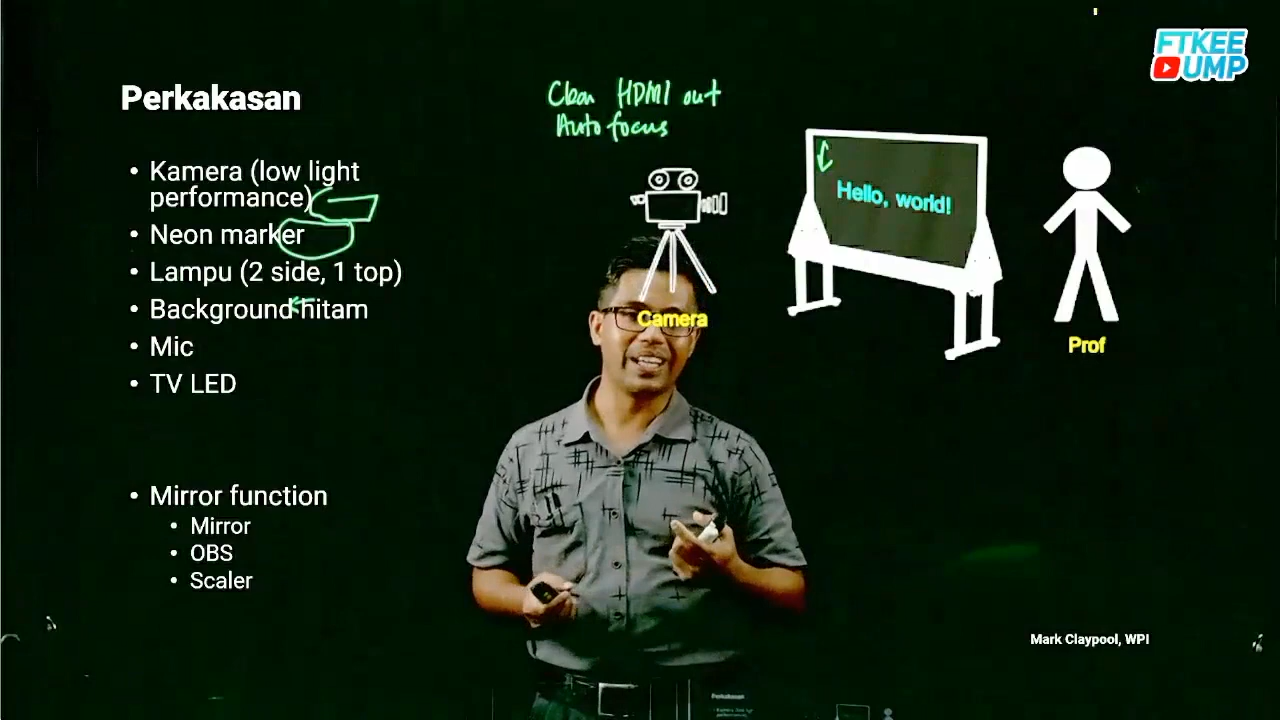 FTKEE
UMP
Perkakasan
Clean HDMI out
Auto focus
• Kamera (low light
performance)
• Neon marker
• Lampu (2 side, 1 top)
• Background hitam
• Mic
• TV LED
Hello, world!
Camera
Prof
• Mirror function
• Mirror
• OBS
• Scaler
Mark Claypool, WPI
Perkakasan